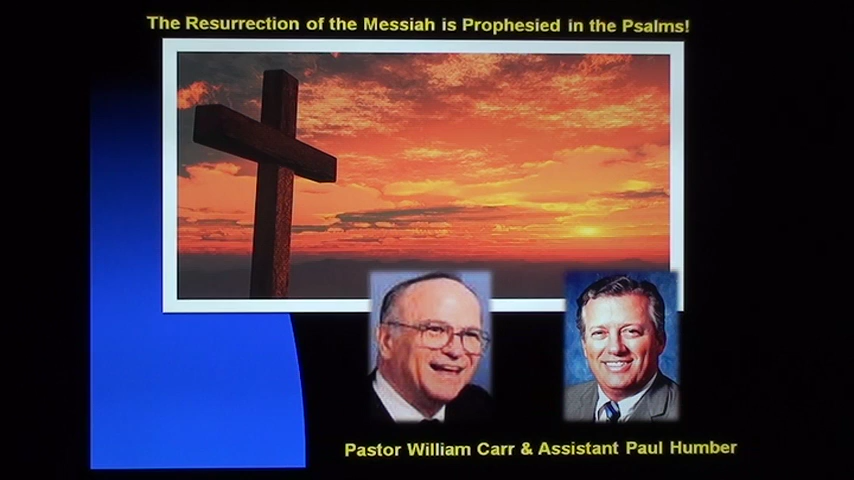 The Resurrection of the Messiah is Prophesied in the Psalms!
Pastor William Carr & Assistant Paul Humber